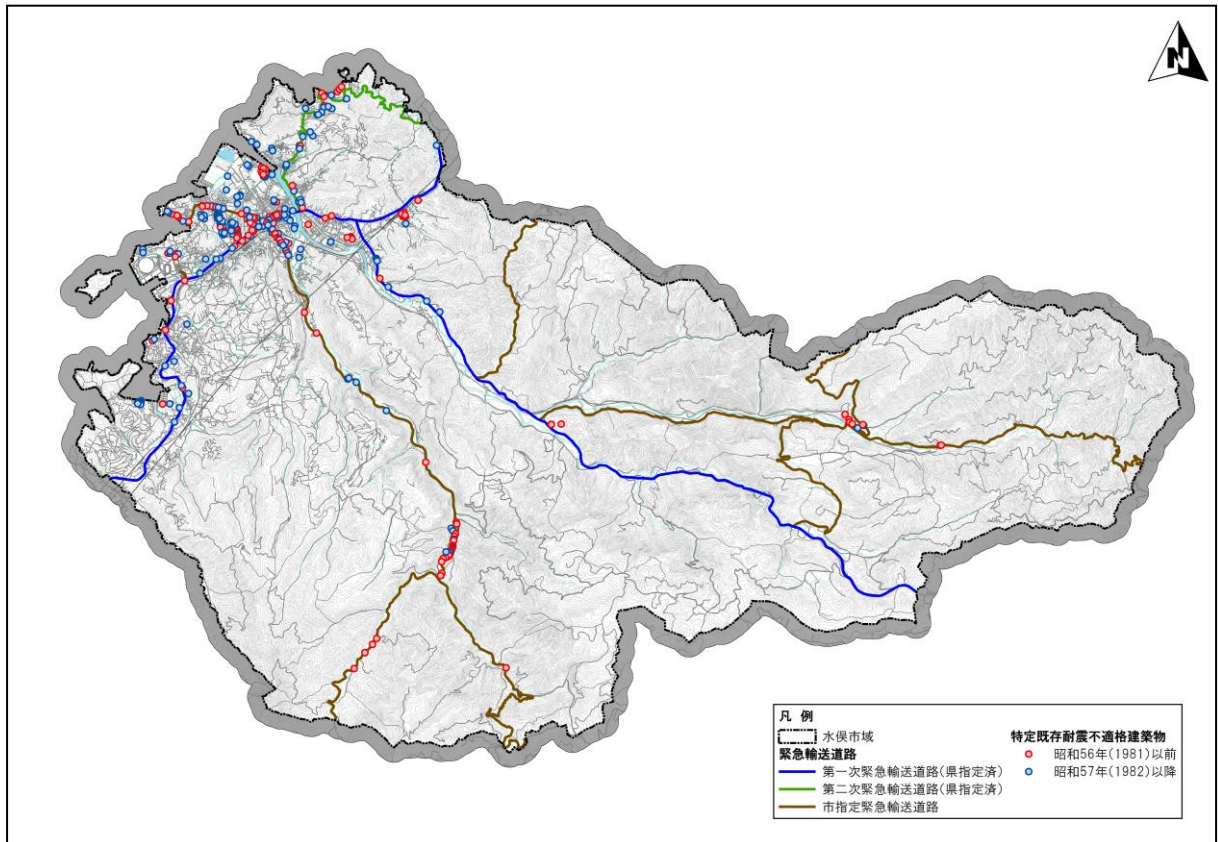 N
凡 例
水俣市域
緊急輸送道路
第一次緊急輸送道路(県指定済)
第二次緊急輸送道路(県指定済)
市指定緊急輸送道路
特定既存耐震不適格建築物
昭和56年(1981)以前
昭和57年(1982)以降